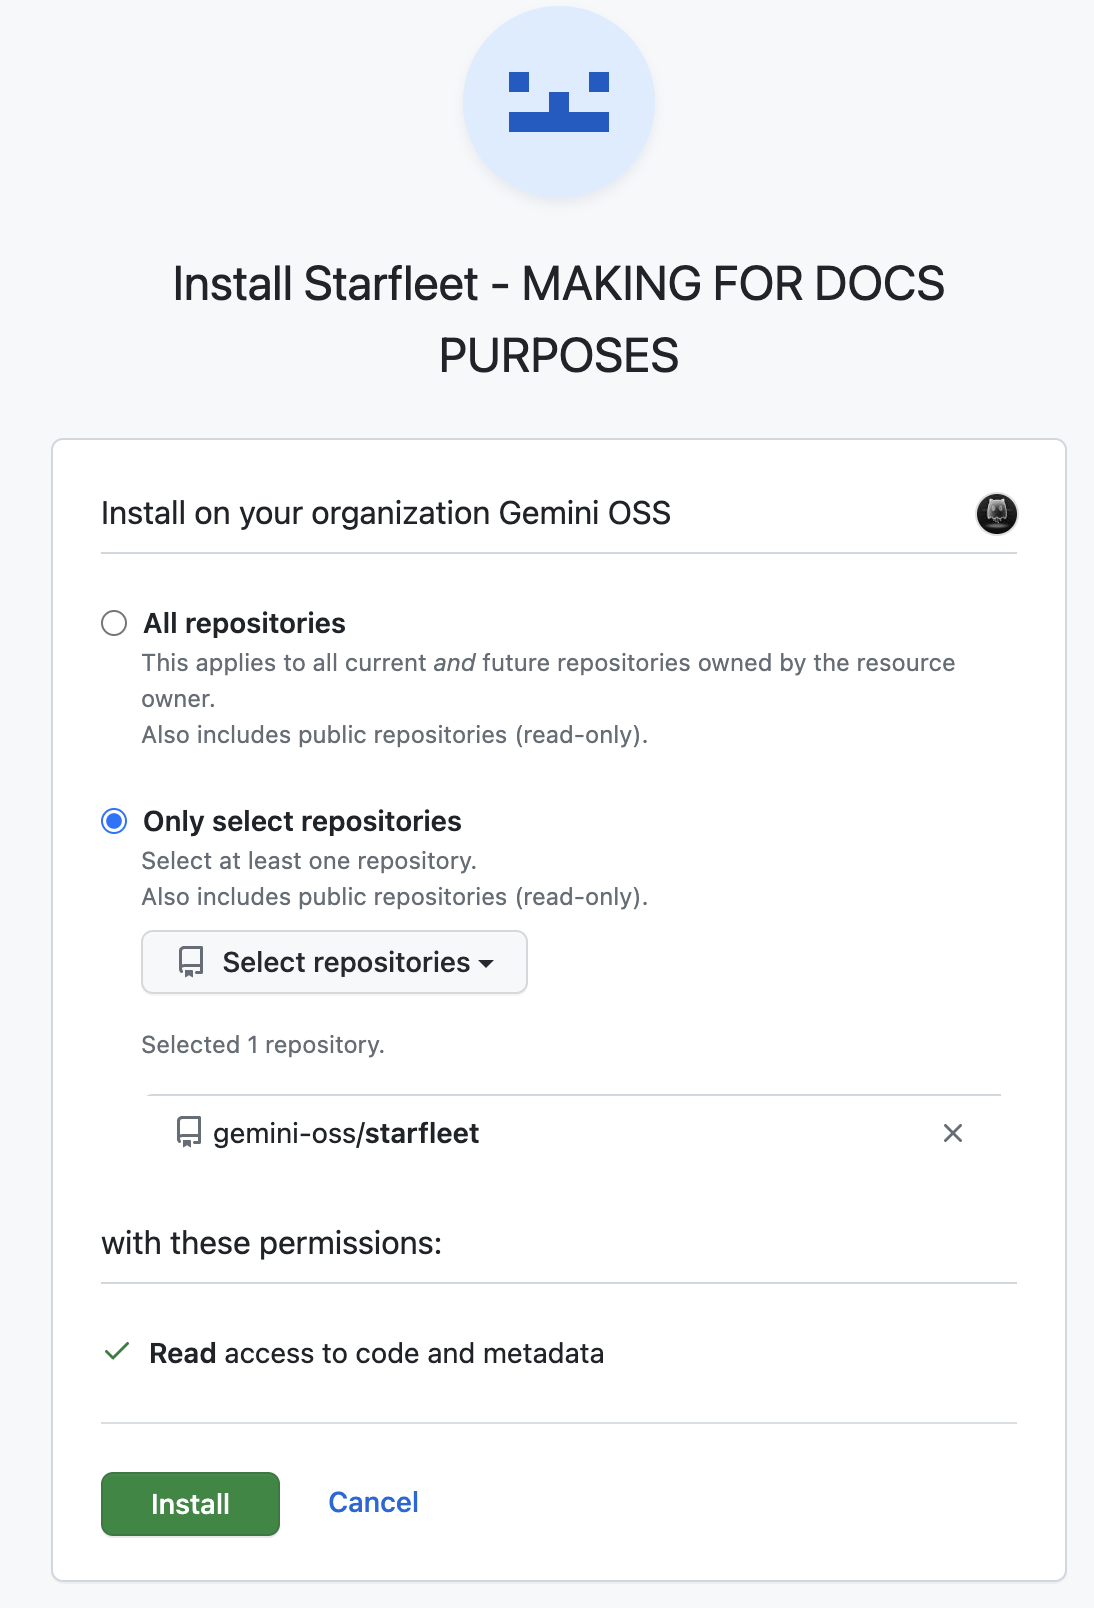 Install Starfleet - MAKING FOR DOCS
PURPOSES
Install on your organization Gemini OSS
All repositories
This applies to all current and future repositories owned by the resource
owner.
Also includes public repositories (read-only).
Only select repositories
Select at least one repository.
Also includes public repositories (read-only).
Select repositories
Selected 1 repository.
gemini-oss/starfleet
with these permissions:
Read access to code and metadata
Install
Cancel